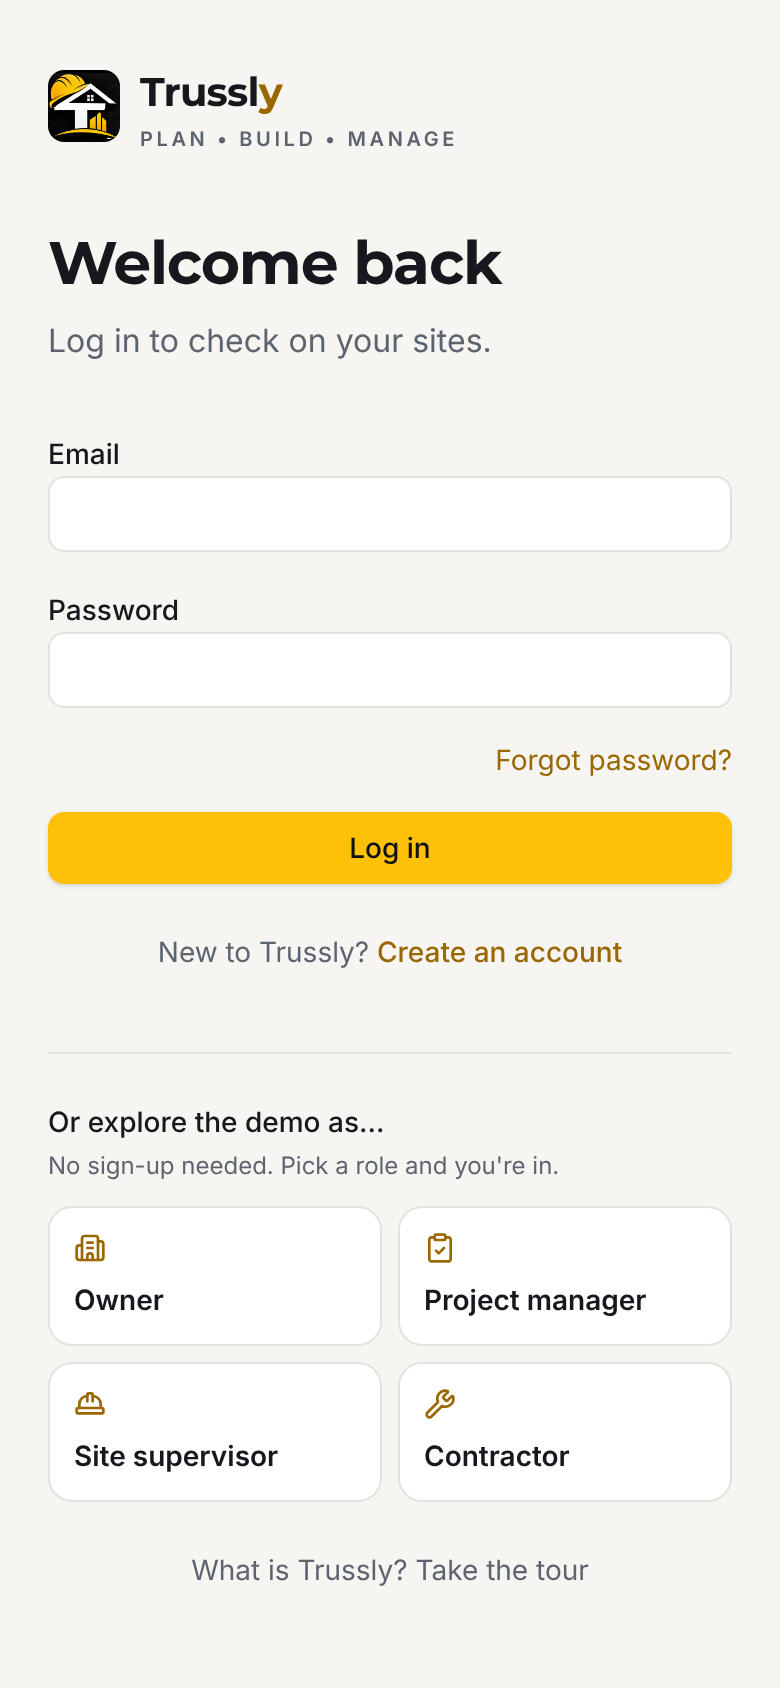 Trussly
PLAN • BUILD • MANAGE
Welcome back
Log in to check on your sites.
Email
Password
Forgot password?
Log in
New to Trussly? Create an account
Or explore the demo as...
No sign-up needed. Pick a role and you're in.
Owner
Project manager
Site supervisor
Contractor
What is Trussly? Take the tour